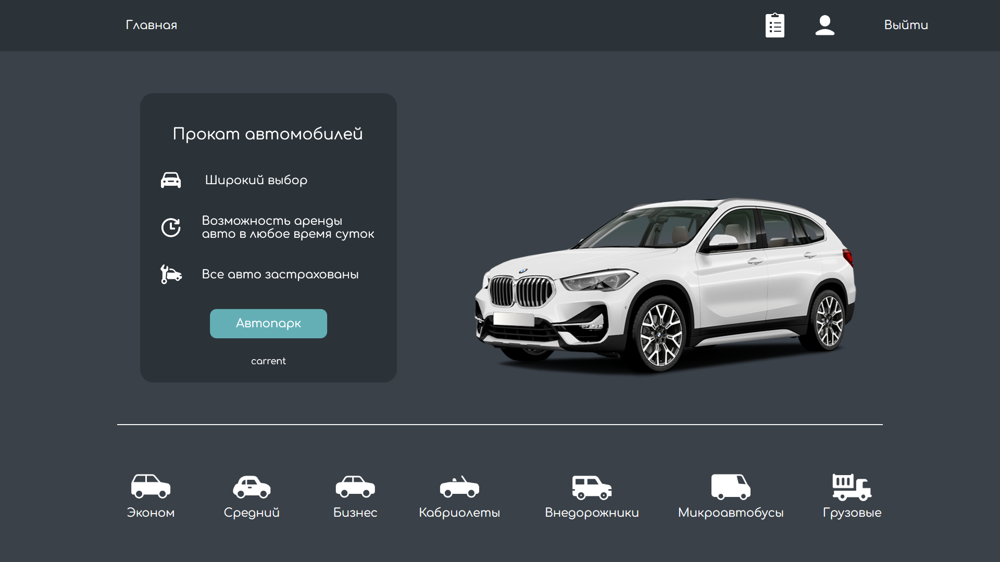 Главная
Выйти
Прокат автомобилей
Широкий выбор
Возможность аренды
авто в любое время суток
Все авто застрахованы
Автопарк
carrent
Эконом
Средний
Бизнес
Кабриолеты
Внедорожники
Микроавтобусы
Грузовые